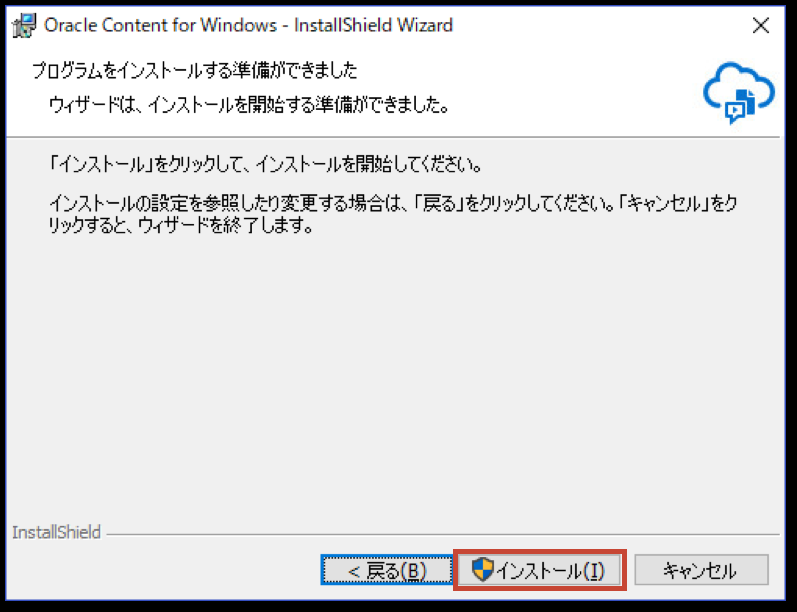 Oracle Content for Windows - InstallShield Wizard
プログラムをインストールする準備ができました
ウィザードは、インストールを開始する準備ができました。
「インストール」をクリックして、インストールを開始してください。
インストールの設定を参照したり変更する場合は、「戻る」をクリックしてください。「キャンセル」をク
リックすると、ウィザードを終了します。
InstallShield
< 戻る(B)
インストール(I)
キャンセル